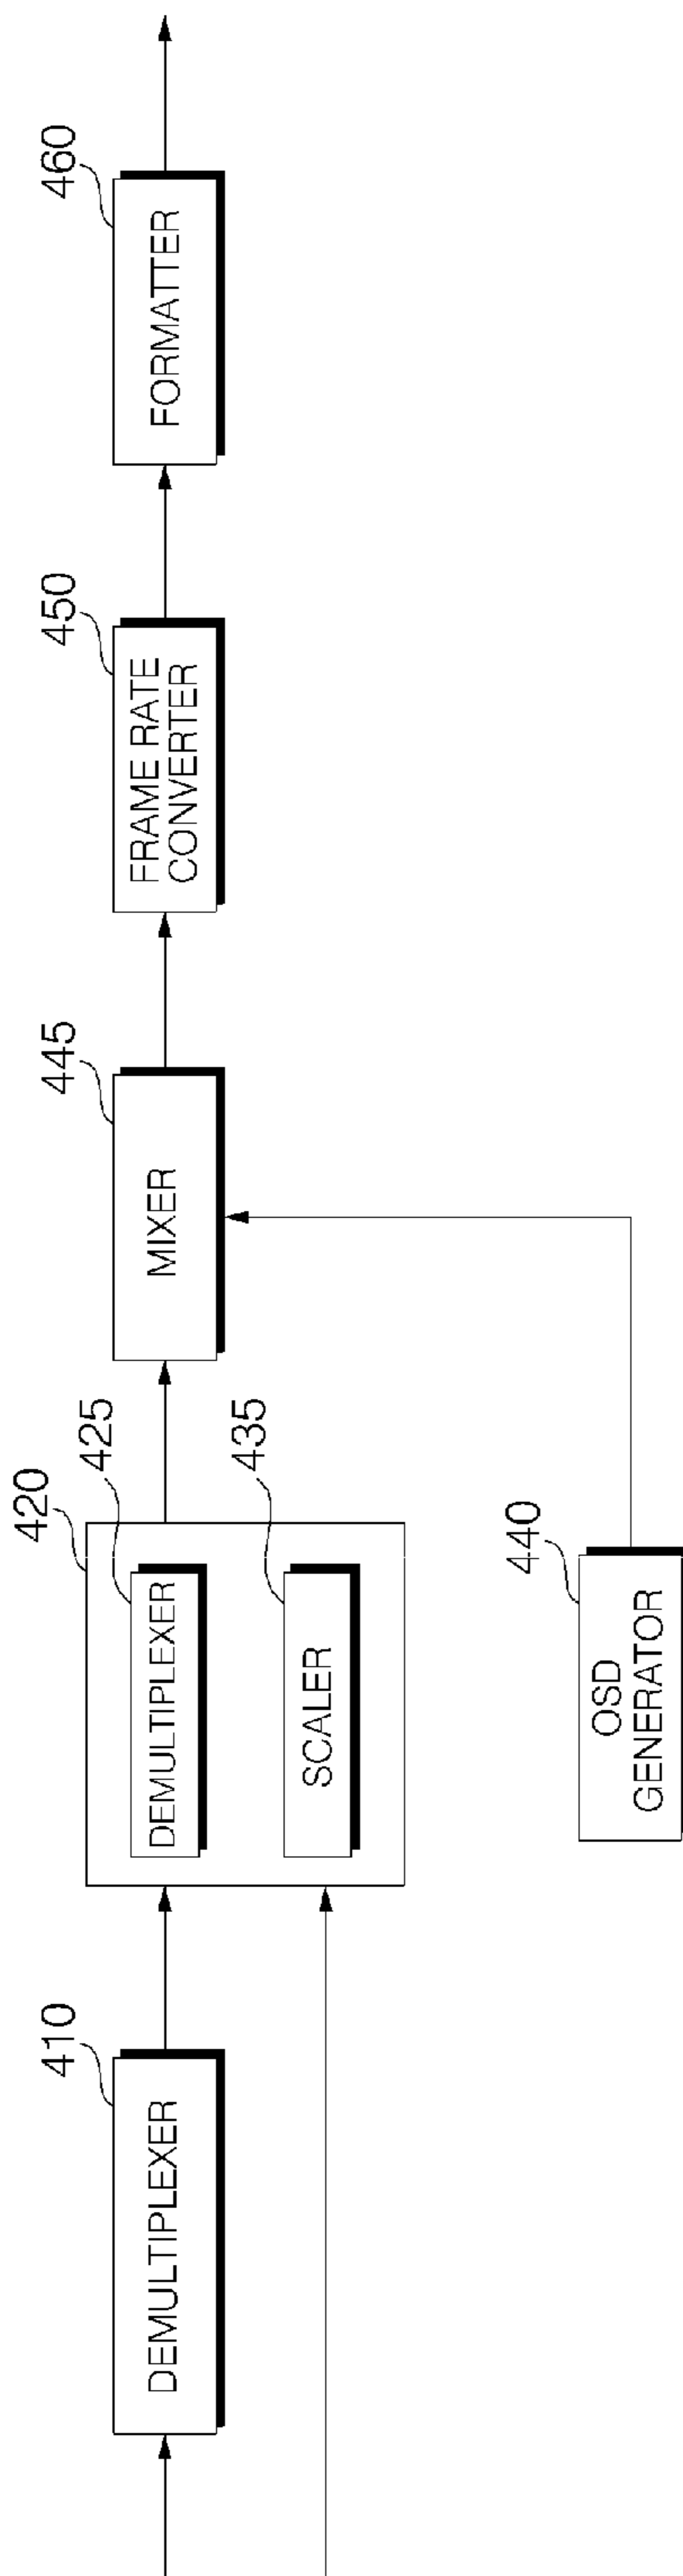 410
DEMULTIPLEXER
420
425
DEMULTIPLEXER
435
SCALER
440
OSD
GENERATOR
445
MIXER
450
FRAME RATE
CONVERTER
460
FORMATTER